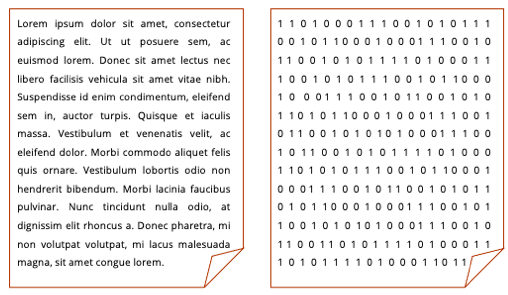 Lorem ipsum dolor sit amet, consectetur
adipiscing elit. Ut ut posuere sem, ac
euismod lorem. Donec sit amet lectus nec
libero facilisis vehicula sit amet vitae nibh.
Suspendisse id enim condimentum, eleifend
sem in, auctor turpis. Quisque et iaculis
massa. Vestibulum et venenatis velit, ac
eleifend dolor. Morbi commodo aliquet felis
quis ornare. Vestibulum lobortis odio non
hendrerit bibendum. Morbi lacinia faucibus
pulvinar. Nunc tincidunt nulla odio, at
dignissim elit rhoncus a. Donec pharetra, mi
non volutpat volutpat, mi lacus malesuada
magna, sit amet congue lorem.
1 1 0 1 0 0 0 1 1 1 0 0 1 0 1 0 1 1 1
0 0 1 0 1 1 0 0 0 1 0 0 0 1 1 1 0 0 1 0
1 1 0 0 1 0 1 0 1 1 1 1 0 1 0 0 0 1 1
1 0 0 1 0 1 0 1 1 1 0 0 1 0 1 1 0 0 0
1 0 0 0 1 1 1 0 0 1 0 1 1 0 0 1 0 1 0
1 1 0 1 0 1 1 0 0 0 1 0 0 0 1 1 1 0 0 1
0 1 1 0 0 1 0 1 0 1 0 1 0 0 0 1 1 1 0 0
1 0 1 1 0 0 1 0 1 0 1 1 1 1 0 1 0 0 0
1 1 0 1 0 1 0 1 1 1 0 0 1 0 1 0 1 1 0 0
0 0 0 1 1 1 0 0 1 0 1 0 1 1 1 0 0 1 0 1 1
0 1 0 1 0 1 1 0 0 0 1 0 0 0 1 1 1 0 0 1
1 0 0 1 0 1 0 1 0 1 0 0 0 1 1 1 0 0 1 0
1 1 0 0 1 1 0 1 0 1 1 1 1 0 1 0 0 0 1 1
1 0 1 0 1 1 1 1 0 1 0 0 0 1 1 0 1 1